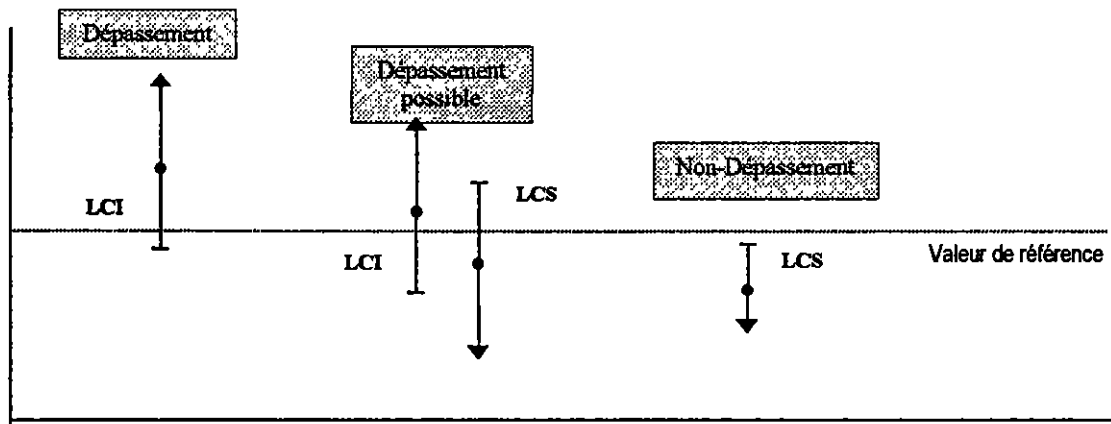 Dépassement
Dépassement
possible
Non-Dépassement
LCI
LCS
LCI
LCS
Valeur de référence